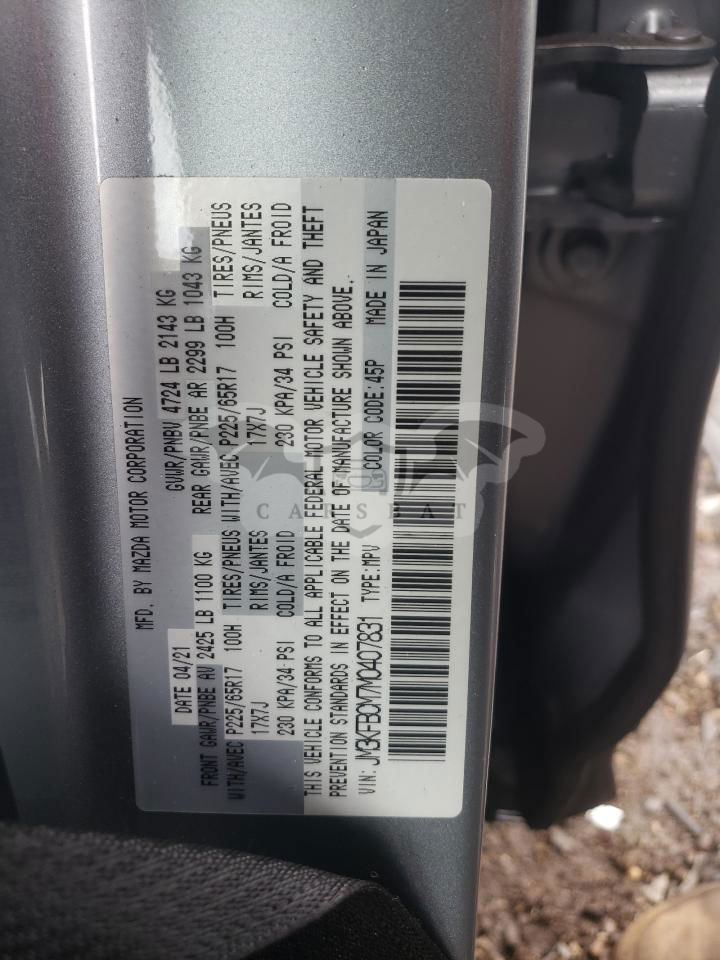 MFD. BY MAZDA MOTOR CORPORATION
DATE 04/21 GVWR/PNBV 4724 LB 2143 KG
FRONT GAWR/PNBE AV 2425 LB 1100 KG REAR GAWR/PNBE AR 2299 LB 1043 KG
WITH/AVEC P225/65R17 100H TIRES/PNEUS WITH/AVEC P225/65R17 100H TIRES/PNEUS
17X7J RIMS/JANTES 17X7J RIMS/JANTES
230 KPA/34 PSI COLD/A FROID 230 KPA/34 PSI COLD/A FROID
THIS VEHICLE CONFORMS TO ALL APPLICABLE FEDERAL MOTOR VEHICLE SAFETY AND THEFT
PREVENTION STANDARDS IN EFFECT ON THE DATE OF MANUFACTURE SHOWN ABOVE.
VIN: JM3KFBCX7M0407831 TYPE:MPV COLOR CODE:45P MADE IN JAPAN
CARSBAT